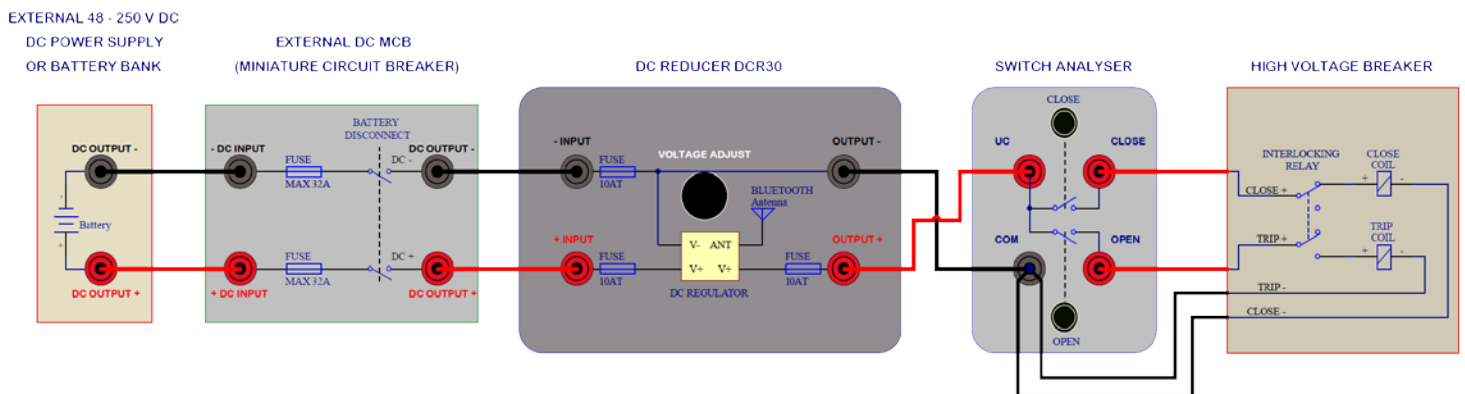 EXTERNAL 48 - 250 V DC
DC POWER SUPPLY
OR BATTERY BANK
DC OUTPUT -
-
Battery
+
DC OUTPUT +
EXTERNAL DC MCB
(MINIATURE CIRCUIT BREAKER)
BATTERY
DISCONNECT
- DC INPUT
DC OUTPUT -
FUSE
DC -
MAX 32A
FUSE
DC +
MAX 32A
+ DC INPUT
DC OUTPUT +
DC REDUCER DCR30
- INPUT
OUTPUT -
FUSE
VOLTAGE ADJUST
10AT
BLUETOOTH
Antenna
+ INPUT
OUTPUT +
V- ANT
V+ V+
FUSE
10AT
FUSE
10AT
DC REGULATOR
SWITCH ANALYSER
CLOSE
UC
CLOSE
COM
OPEN
OPEN
HIGH VOLTAGE BREAKER
INTERLOCKING
RELAY
CLOSE
COIL
+ -
CLOSE +
TRIP
COIL
TRIP +
+ -
TRIP -
CLOSE -